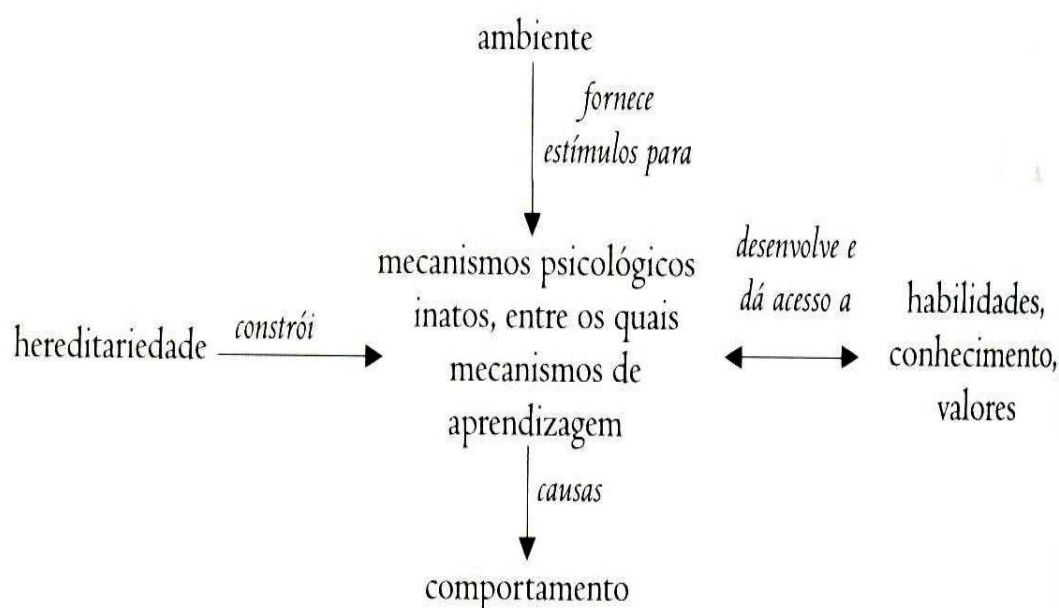 ambiente
fornece
estímulos para
mecanismos psicológicos
inatos, entre os quais
mecanismos de
aprendizagem
hereditariedade
constrói
desenvolve e
dá acesso a
habilidades,
conhecimento,
valores
causas
comportamento